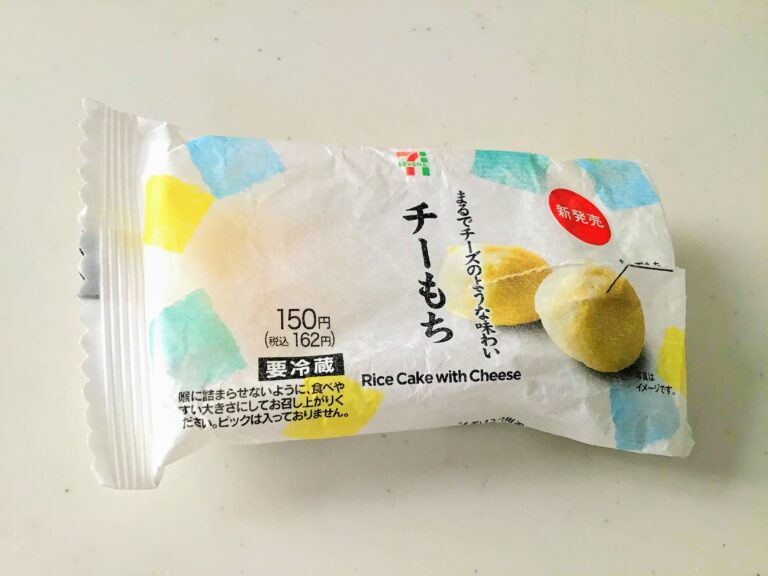 SEVEN i
まるでチーズのような味わい
チーもち
新発売
150円
(税込 162円)
要冷蔵
Rice Cake with Cheese
喉に詰まらせないように、食べや
すい大きさにしてお召し上がりく
ださい。ピックは入っておりません。
写真は
イメージです。